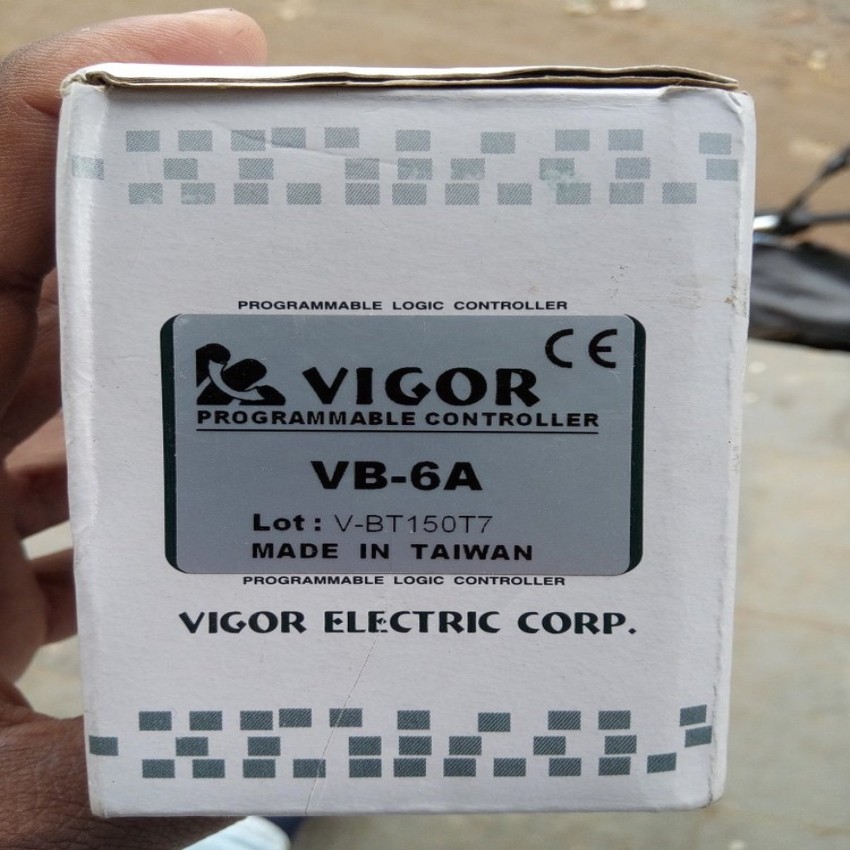 PROGRAMMABLE LOGIC CONTROLLER
CE
VIGOR
PROGRAMMABLE CONTROLLER
VB-6A
Lot : V-BT150T7
MADE IN TAIWAN
PROGRAMMABLE LOGIC CONTROLLER
VIGOR ELECTRIC CORP.